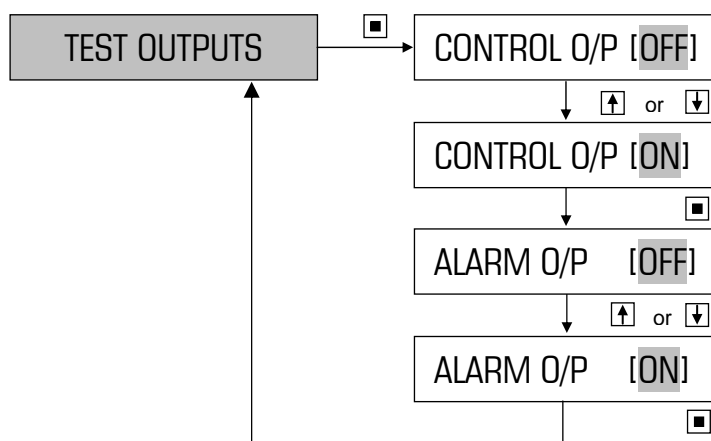 TEST OUTPUTS
CONTROL O/P [OFF]
or
CONTROL O/P [ON]
ALARM O/P [OFF]
or
ALARM O/P [ON]